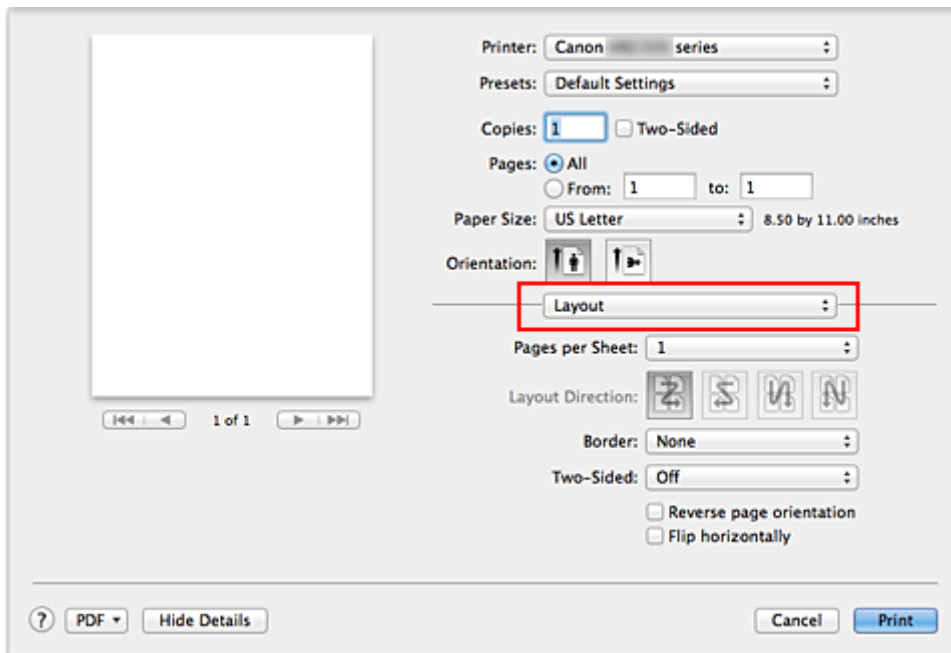 Printer: Canon series
Presets: Default Settings
Copies: 1 Two-Sided
Pages: All
From: 1 to: 1
Paper Size: US Letter 8.50 by 11.00 inches
Orientation:
Layout
Pages per Sheet: 1
Layout Direction:
1 of 1
Border: None
Two-Sided: Off
Reverse page orientation
Flip horizontally
? PDF Hide Details Cancel Print